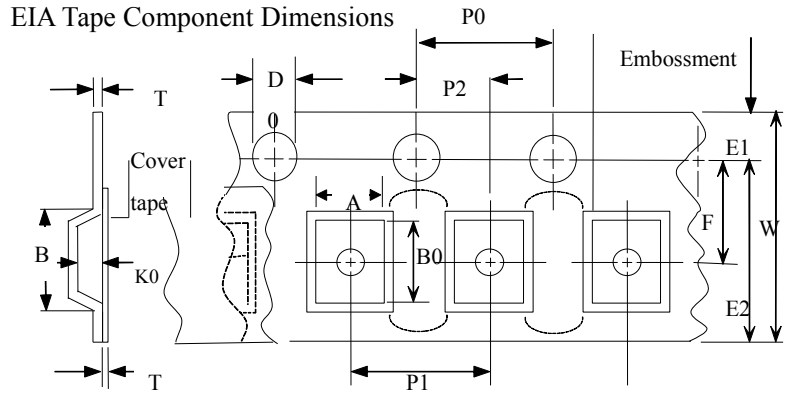 EIA Tape Component Dimensions
P0
Embossment
D
0
P2
T
E1
Cover
tape
A
F
W
B
B0
K0
E2
P1
T